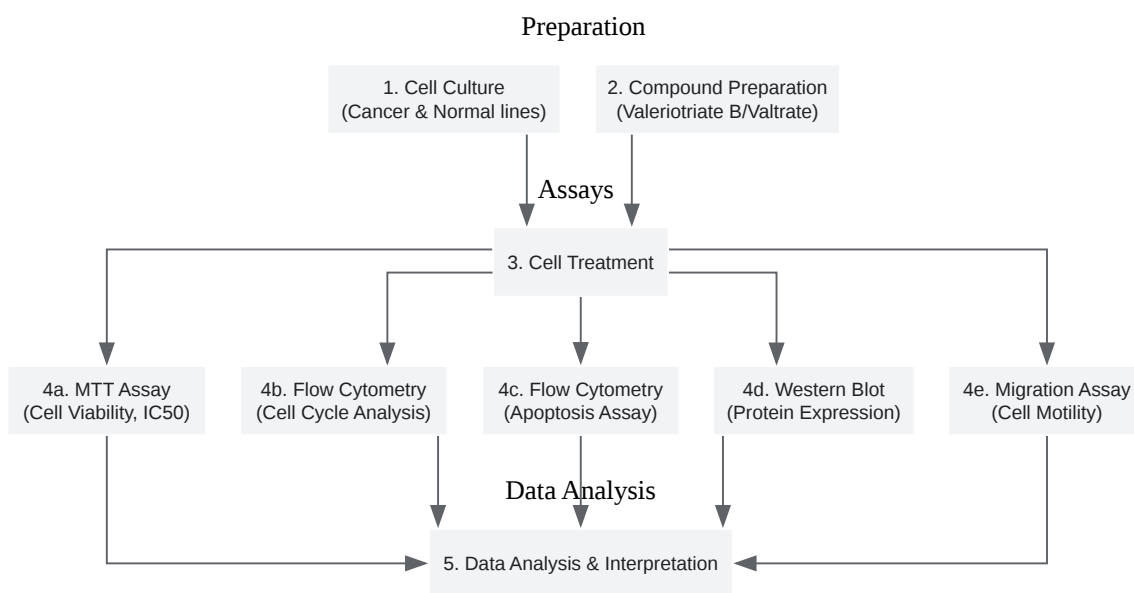 Preparation
1. Cell Culture
(Cancer & Normal lines)
2. Compound Preparation
(Valeriotriate B/Valtrate)
Assays
3. Cell Treatment
4a. MTT Assay
(Cell Viability, IC50)
4b. Flow Cytometry
(Cell Cycle Analysis)
4c. Flow Cytometry
(Apoptosis Assay)
4d. Western Blot
(Protein Expression)
4e. Migration Assay
(Cell Motility)
Data Analysis
5. Data Analysis & Interpretation